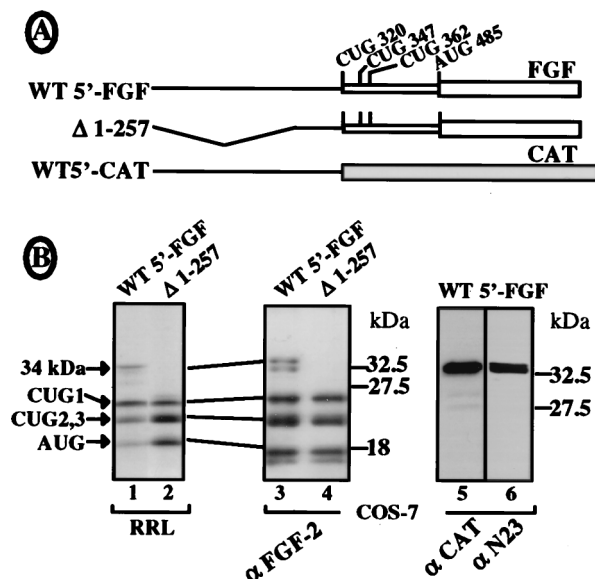 A
CUG 320
CUG 347
CUG 362
AUG 485
WT 5'-FGF
FGF
Δ 1-257
WT5'-CAT
CAT
B
WT 5'-FGF
Δ 1-257
WT 5'-FGF
Δ 1-257
WT 5'-FGF
kDa
kDa
34 kDa
32.5
32.5
27.5
27.5
CUG1
CUG2,3
AUG
18
1 2
3 4
5 6
RRL
COS-7
α FGF-2
α CAT
α N23